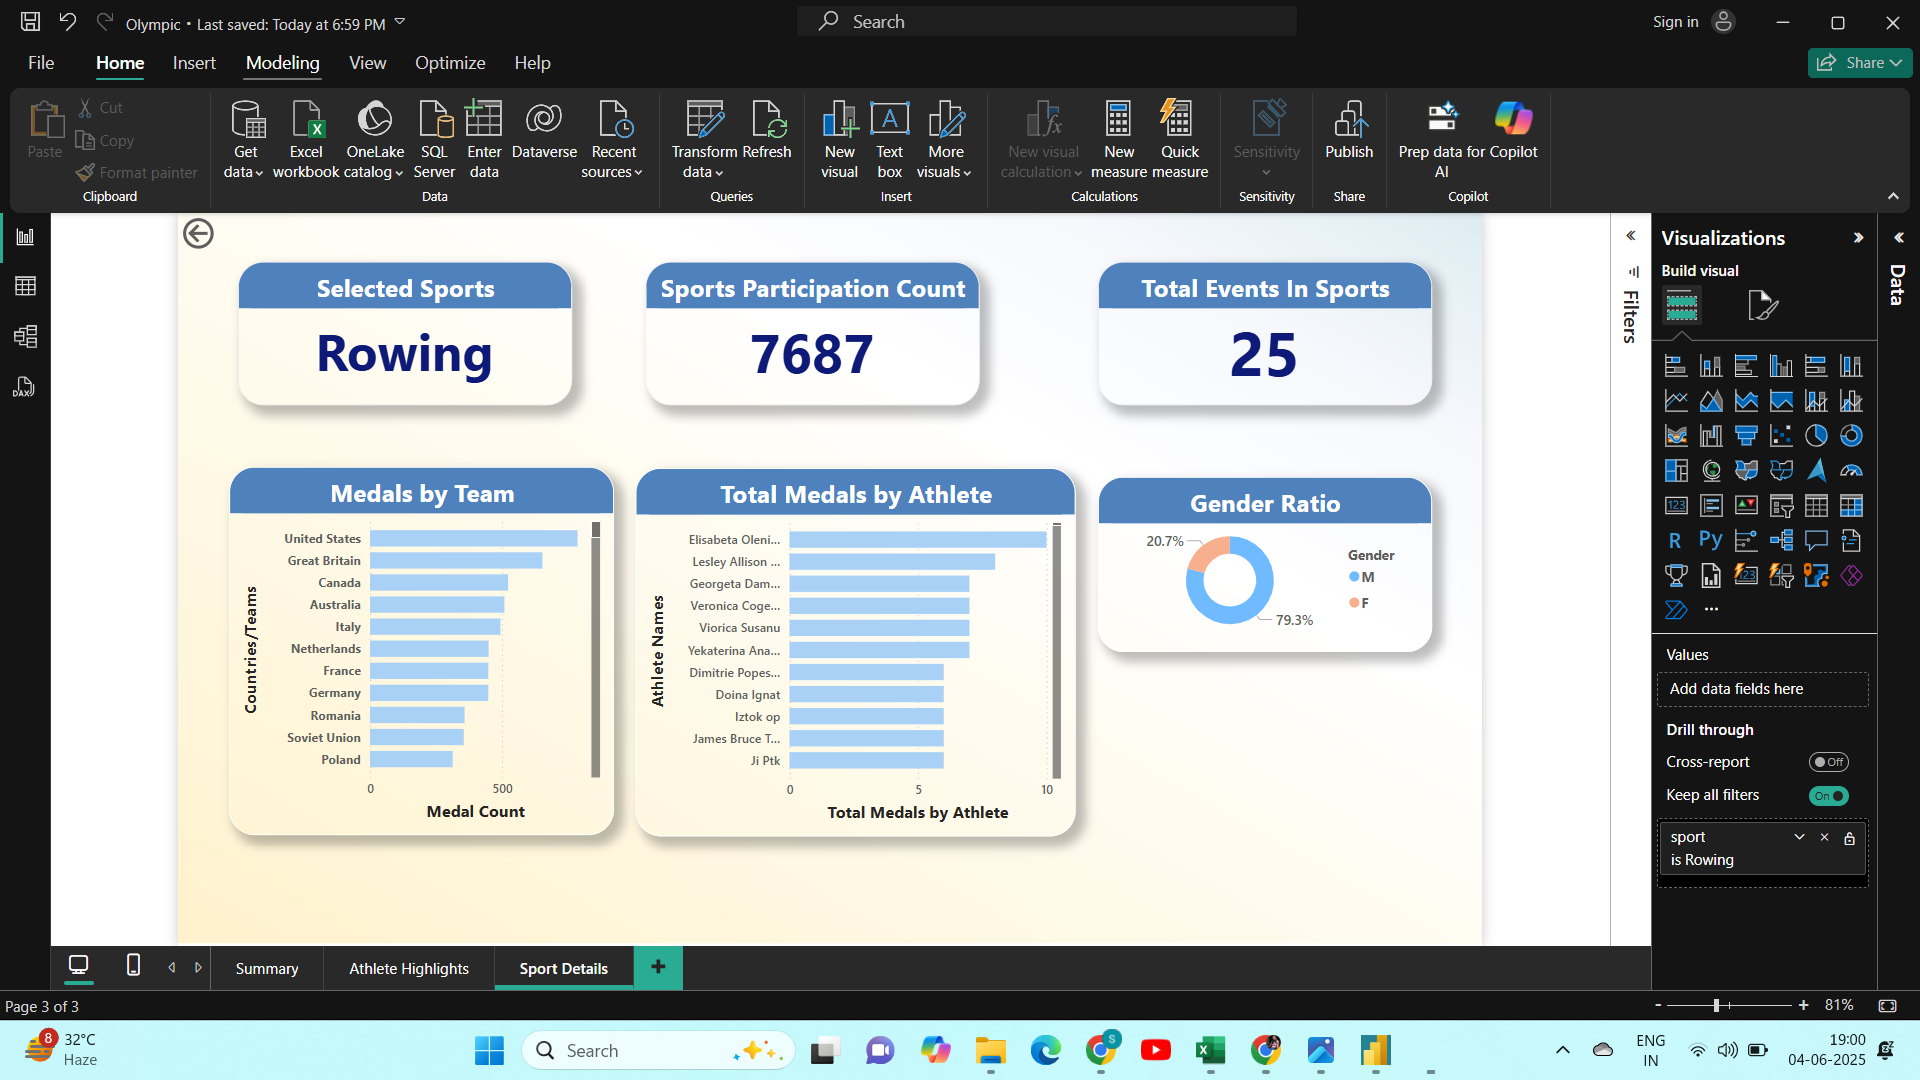 Olympic • Last saved: Today at 6:59 PM
Search
Sign in
File
Home
Insert
Modeling
View
Optimize
Help
Share
Paste
Cut
Copy
Format painter
Clipboard
Get data
Excel workbook
OneLake catalog
SQL Server
Enter data
Dataverse
Recent sources
Data
Transform data
Refresh
Queries
New visual
Text box
More visuals
Insert
New visual calculation
New measure
Quick measure
Calculations
Sensitivity
Sensitivity
Publish
Share
Prep data for AI
Copilot
Copilot
DAX
Selected Sports
Rowing
Sports Participation Count
7687
Total Events In Sports
25
Medals by Team
Countries/Teams
United States
Great Britain
Canada
Australia
Italy
Netherlands
France
Germany
Romania
Soviet Union
Poland
0
500
Medal Count
Total Medals by Athlete
Athlete Names
Elisabeta Oleni...
Lesley Allison ...
Georgeta Dam...
Veronica Coge...
Viorica Susanu
Yekaterina Ana...
Dimitrie Popes...
Doina Ignat
Iztok op
James Bruce T...
Ji Ptk
0
5
10
Total Medals by Athlete
Gender Ratio
20.7%
79.3%
Gender
M
F
Filters
Visualizations
Build visual
123
R
Py
123
...
Values
Add data fields here
Drill through
Cross-report
Off
Keep all filters
On
sport
is Rowing
Data
Summary
Athlete Highlights
Sport Details
+
Page 3 of 3
- + 81%
8
32°C
Haze
Search
S
ENG
IN
19:00
04-06-2025